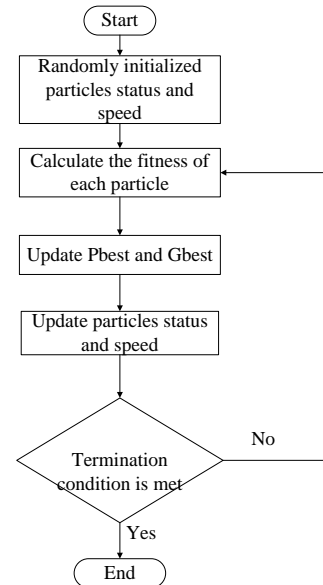 Start
Randomly initialized
particles status and
speed
Calculate the fitness of
each particle
Update Pbest and Gbest
Update particles status
and speed
Termination
condition is met
No
Yes
End